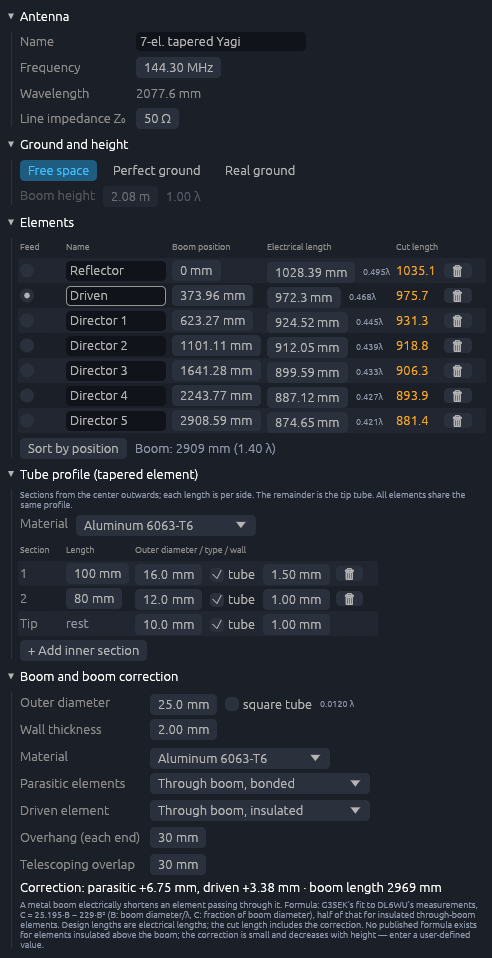 Antenna
Name 7-el. tapered Yagi
Frequency 144.30 MHz
Wavelength 2077.6 mm
Line impedance Z₀ 50 Ω
Ground and height
Free space Perfect ground Real ground
Boom height 2.08 m 1.00 λ
Elements
Feed Name Boom position Electrical length Cut length
Reflector 0 mm 1028.39 mm 0.495λ 1035.1
Driven 373.96 mm 972.3 mm 0.468λ 975.7
Director 1 623.27 mm 924.52 mm 0.445λ 931.3
Director 2 1101.11 mm 912.05 mm 0.439λ 918.8
Director 3 1641.28 mm 899.59 mm 0.433λ 906.3
Director 4 2243.77 mm 887.12 mm 0.427λ 893.9
Director 5 2908.59 mm 874.65 mm 0.421λ 881.4
Sort by position Boom: 2909 mm (1.40 λ)
Tube profile (tapered element)
Sections from the center outwards; each length is per side. The remainder is the tip tube. All elements share the
same profile.
Material Aluminum 6063-T6
Section Length Outer diameter / type / wall
1 100 mm 16.0 mm tube 1.50 mm
2 80 mm 12.0 mm tube 1.00 mm
Tip rest 10.0 mm tube 1.00 mm
+ Add inner section
Boom and boom correction
Outer diameter 25.0 mm square tube 0.0120 λ
Wall thickness 2.00 mm
Material Aluminum 6063-T6
Parasitic elements Through boom, bonded
Driven element Through boom, insulated
Overhang (each end) 30 mm
Telescoping overlap 30 mm
Correction: parasitic +6.75 mm, driven +3.38 mm · boom length 2969 mm
A metal boom electrically shortens an element passing through it. Formula: G3SEK's fit to DL6WU's measurements,
C = 25.195·B − 229·B² (B: boom diameter/λ, C: fraction of boom diameter), half of that for insulated through-boom
elements. Design lengths are electrical lengths; the cut length includes the correction. No published formula exists
for elements insulated above the boom; the correction is small and decreases with height — enter a user-defined
value.